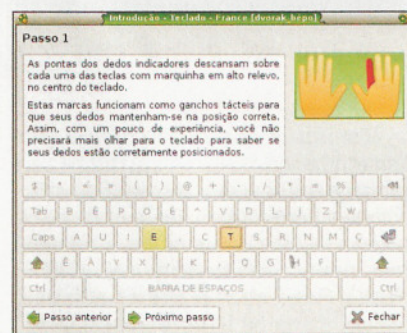 Introdução - Teclado - France [dvorak_bépo]
Passo 1
As pontas dos dedos indicadores descansam sobre
cada uma das teclas com marquinha em alto relevo,
no centro do teclado.
Estas marcas funcionam como ganchos tácteis para
que seus dedos mantenham-se na posição correta.
Assim, com um pouco de experiência, você não
precisará mais olhar para o teclado para saber se
seus dedos estão corretamente posicionados.
$ " ( ) @ + - / * = %
Tab B É P O È ^ V D L J Z W
Caps A U I E , C T S R N M Ç
Ê À Y X . K ' Q G H F
Ctrl BARRA DE ESPAÇOS Ctrl
Passo anterior Próximo passo Fechar